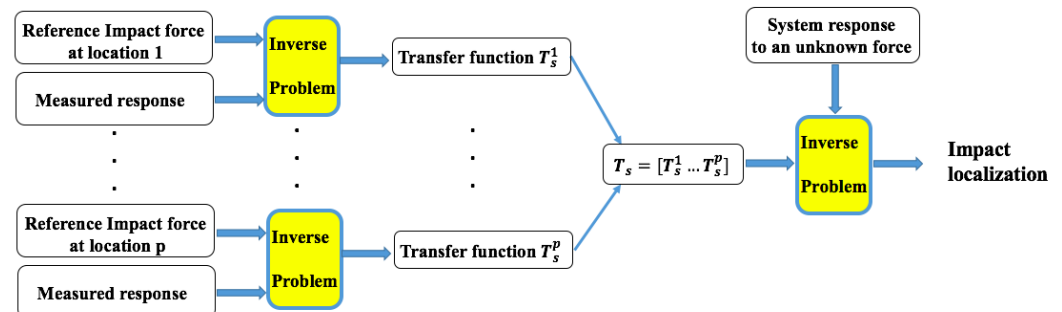 Reference Impact force
at location 1
Measured response
Inverse
Problem
Transfer function $T_s^1$
.
.
.
.
.
.
.
.
.
Reference Impact force
at location p
Measured response
Inverse
Problem
Transfer function $T_s^p$
$T_s = [T_s^1 \ldots T_s^p]$
System response
to an unknown force
Inverse
Problem
Impact
localization